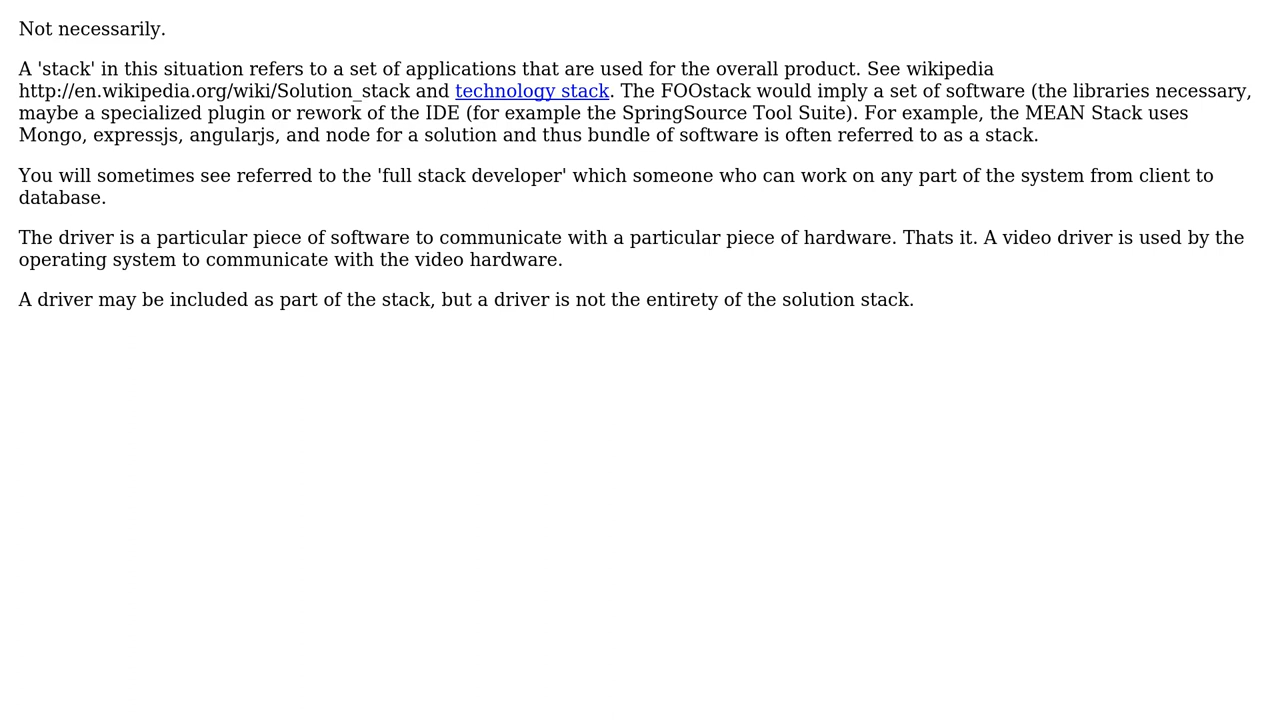 Not necessarily.
A 'stack' in this situation refers to a set of applications that are used for the overall product. See wikipedia
http://en.wikipedia.org/wiki/Solution_stack and technology stack. The FOOstack would imply a set of software (the libraries necessary,
maybe a specialized plugin or rework of the IDE (for example the SpringSource Tool Suite). For example, the MEAN Stack uses
Mongo, expressjs, angularjs, and node for a solution and thus bundle of software is often referred to as a stack.
You will sometimes see referred to the 'full stack developer' which someone who can work on any part of the system from client to
database.
The driver is a particular piece of software to communicate with a particular piece of hardware. Thats it. A video driver is used by the
operating system to communicate with the video hardware.
A driver may be included as part of the stack, but a driver is not the entirety of the solution stack.